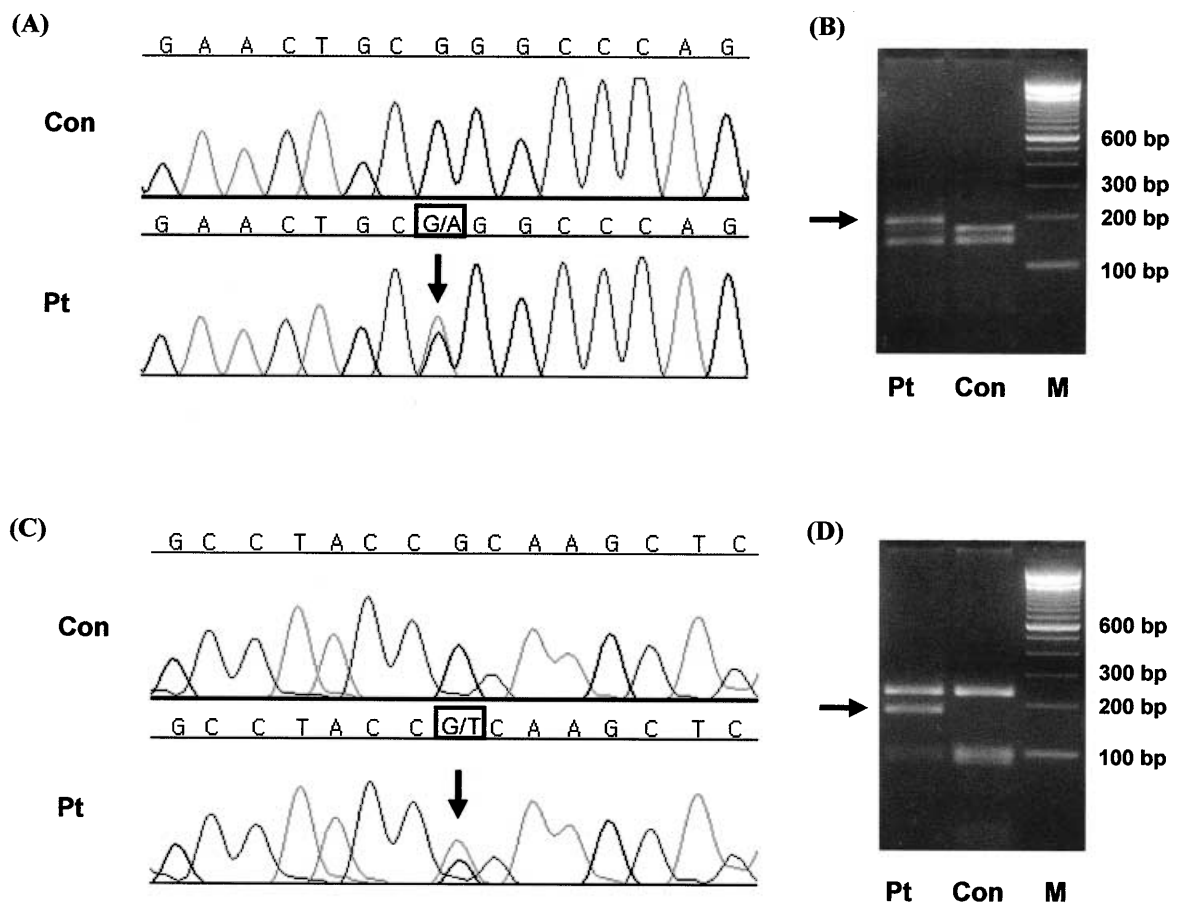 (A)
G A A C T G C G G G C C C A G
Con
G A A C T G C G/A G G C C C A G
Pt
(B)
600 bp
300 bp
200 bp
100 bp
Pt Con M
(C)
G C C T A C C G C A A G C T C
Con
G C C T A C C G/T C A A G C T C
Pt
(D)
600 bp
300 bp
200 bp
100 bp
Pt Con M